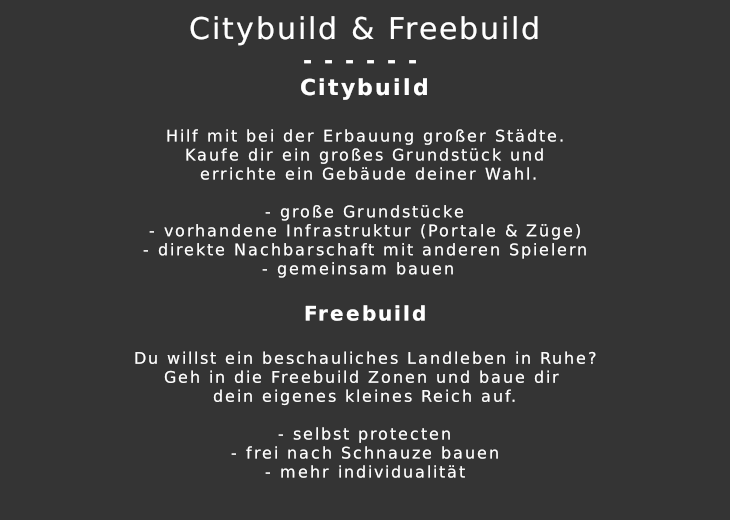 Citybuild & Freebuild
- - - - - -
Citybuild
Hilf mit bei der Erbauung großer Städte.
Kaufe dir ein großes Grundstück und
errichte ein Gebäude deiner Wahl.
- große Grundstücke
- vorhandene Infrastruktur (Portale & Züge)
- direkte Nachbarschaft mit anderen Spielern
- gemeinsam bauen
Freebuild
Du willst ein beschauliches Landleben in Ruhe?
Geh in die Freebuild Zonen und baue dir
dein eigenes kleines Reich auf.
- selbst protecten
- frei nach Schnauze bauen
- mehr individualität